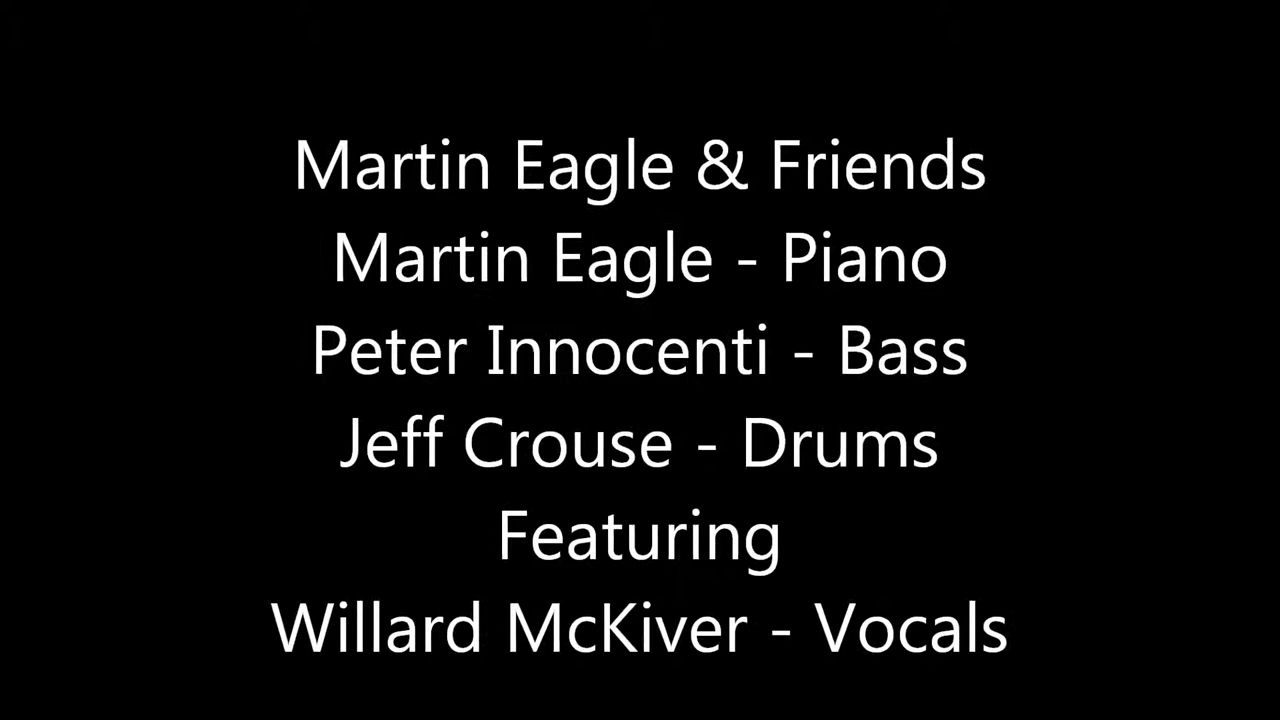 Martin Eagle & Friends
Martin Eagle - Piano
Peter Innocenti - Bass
Jeff Crouse - Drums
Featuring
Willard McKiver - Vocals